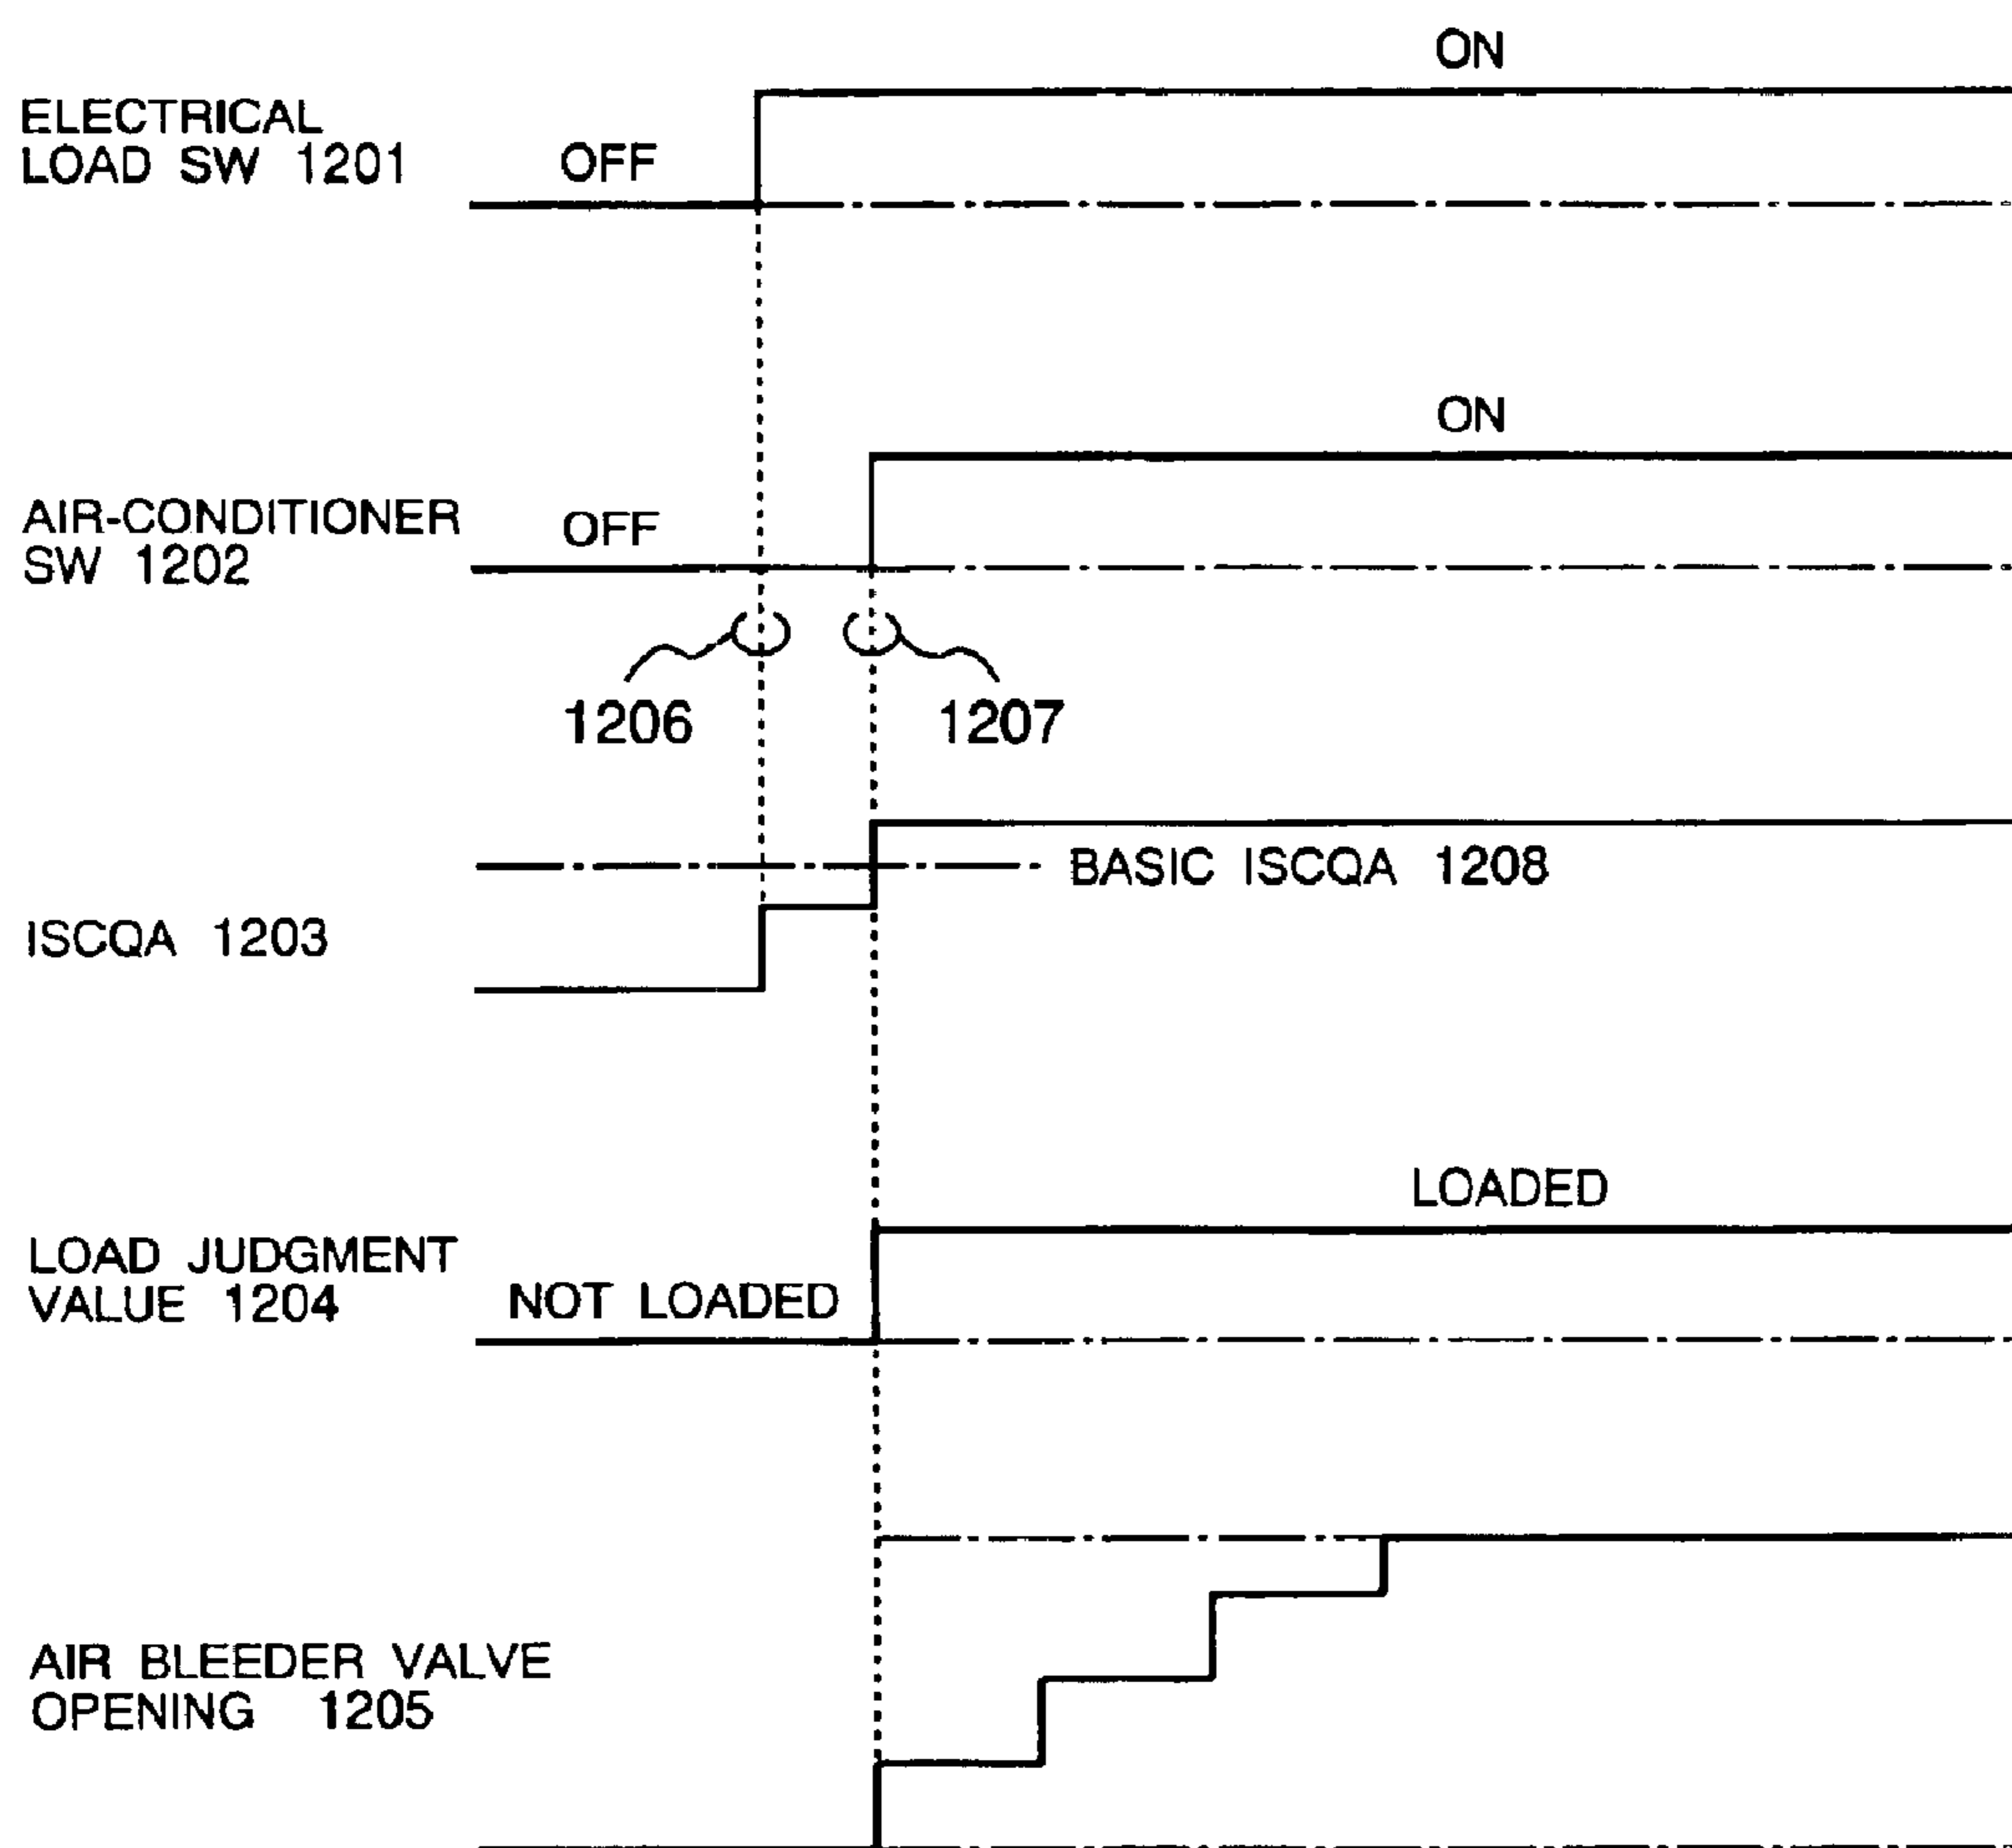 ON
ELECTRICAL
LOAD SW 1201
OFF
ON
AIR-CONDITIONER
SW 1202
OFF
1206
1207
BASIC ISCQA 1208
ISCQA 1203
LOADED
LOAD JUDGMENT
VALUE 1204
NOT LOADED
AIR BLEEDER VALVE
OPENING 1205